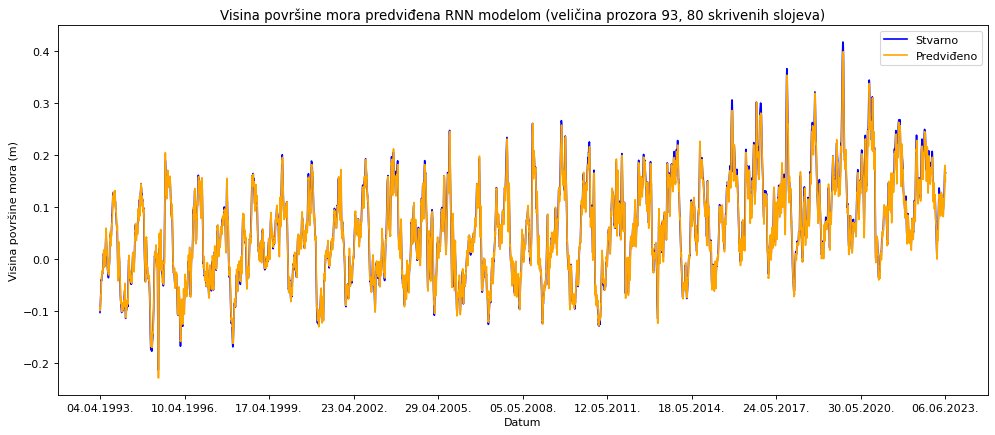 Visina površine mora predviđena RNN modelom (veličina prozora 93, 80 skrivenih slojeva)
Stvarno
Predviđeno
0.4
0.3
0.2
0.1
0.0
−0.1
−0.2
Visina površine mora (m)
04.04.1993. 10.04.1996. 17.04.1999. 23.04.2002. 29.04.2005. 05.05.2008. 12.05.2011. 18.05.2014. 24.05.2017. 30.05.2020. 06.06.2023.
Datum